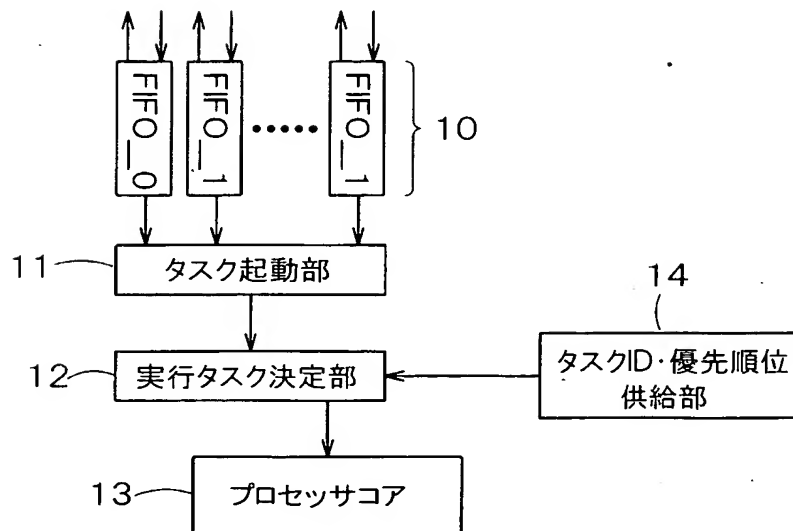 FIFO_0
FIFO_1
FIFO_1
10
11
タスク起動部
14
12
実行タスク決定部
タスクID・優先順位
供給部
13
プロセッサコア